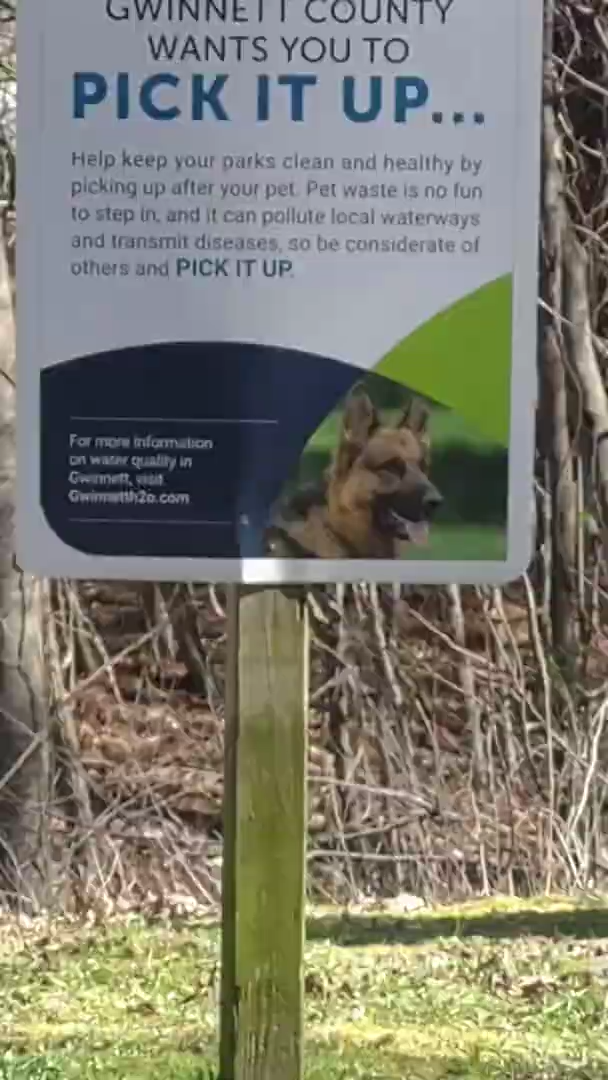 GWINNETT COUNTY
WANTS YOU TO
PICK IT UP...
Help keep your parks clean and healthy by
picking up after your pet. Pet waste is no fun
to step in, and it can pollute local waterways
and transmit diseases, so be considerate of
others and PICK IT UP.
For more information
on water quality in
Gwinnett, visit
Gwinnetth2o.com